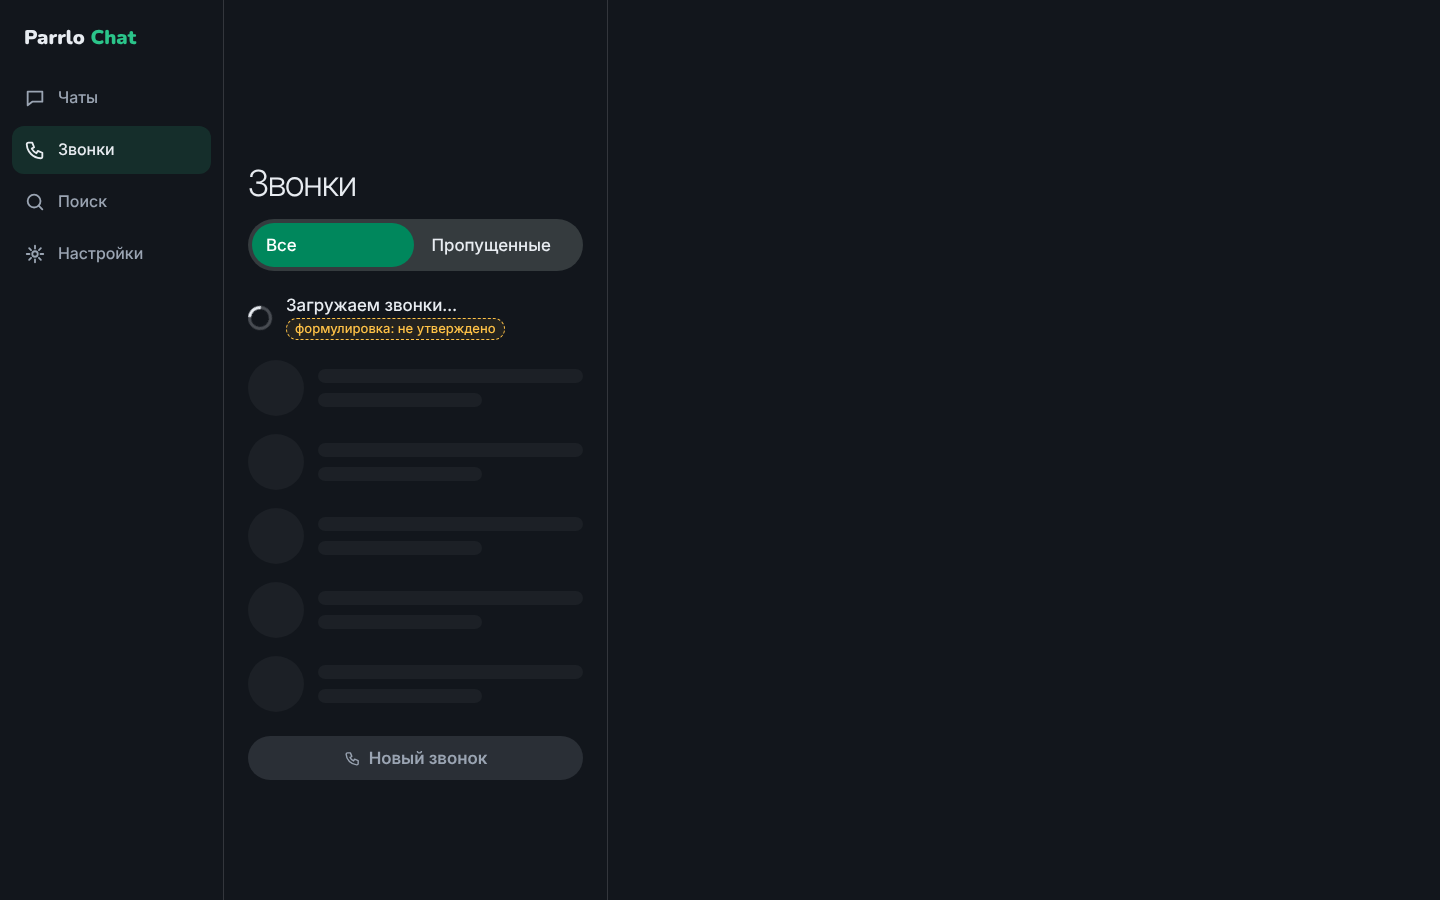 Parrlo Chat
Чаты
Звонки
Поиск
Настройки
Звонки
Все
Пропущенные
Загружаем звонки...
формулировка: не утверждено
Новый звонок